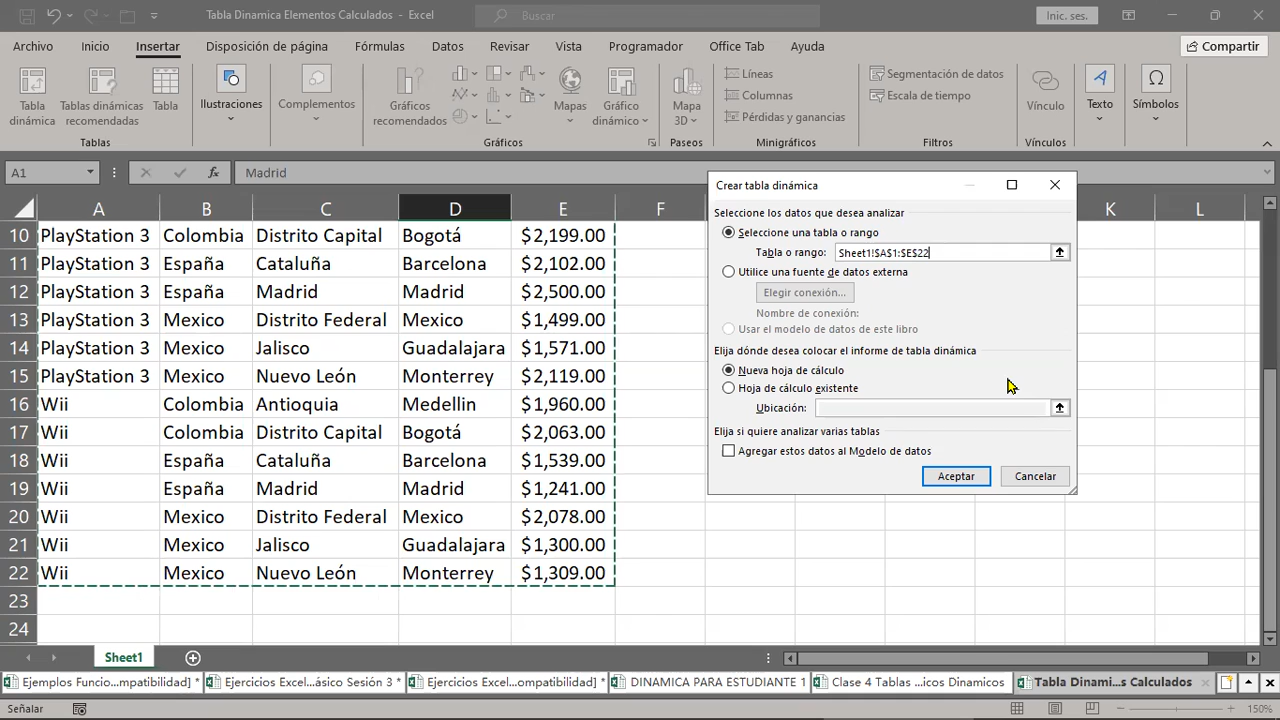 Tabla Dinamica Elementos Calculados - Excel
Buscar
Inic. ses.
Archivo Inicio Insertar Disposición de página Fórmulas Datos Revisar Vista Programador Office Tab Ayuda Compartir
Tabla dinámica
Tablas dinámicas recomendadas
Tabla
Ilustraciones
Complementos
Gráficos recomendados
Mapas
Gráfico dinámico
Mapa 3D
Líneas
Columnas
Pérdidas y ganancias
Segmentación de datos
Escala de tiempo
Vínculo
Texto
Símbolos
Tablas Gráficos Paseos Minigráficos Filtros Vínculos
A1 fx Madrid
A B C D E F K L
10 PlayStation 3 Colombia Distrito Capital Bogotá $2,199.00
11 PlayStation 3 España Cataluña Barcelona $2,102.00
12 PlayStation 3 España Madrid Madrid $2,500.00
13 PlayStation 3 Mexico Distrito Federal Mexico $1,499.00
14 PlayStation 3 Mexico Jalisco Guadalajara $1,571.00
15 PlayStation 3 Mexico Nuevo León Monterrey $2,119.00
16 Wii Colombia Antioquia Medellin $1,960.00
17 Wii Colombia Distrito Capital Bogotá $2,063.00
18 Wii España Cataluña Barcelona $1,539.00
19 Wii España Madrid Madrid $1,241.00
20 Wii Mexico Distrito Federal Mexico $2,078.00
21 Wii Mexico Jalisco Guadalajara $1,300.00
22 Wii Mexico Nuevo León Monterrey $1,309.00
23
24
Crear tabla dinámica
Seleccione los datos que desea analizar
Seleccione una tabla o rango
Tabla o rango: Sheet1!$A$1:$E$22
Utilice una fuente de datos externa
Elegir conexión...
Nombre de conexión:
Usar el modelo de datos de este libro
Elija dónde desea colocar el informe de tabla dinámica
Nueva hoja de cálculo
Hoja de cálculo existente
Ubicación:
Elija si quiere analizar varias tablas
Agregar estos datos al Modelo de datos
Aceptar Cancelar
Sheet1
Ejemplos Funcio...mpatibilidad] * Ejercicios Excel...ásico Sesión 3 * Ejercicios Excel...ompatibilidad] * DINAMICA PARA ESTUDIANTE 1 Clase 4 Tablas ...icos Dinamicos Tabla Dinami...s Calculados
Señalar 150%